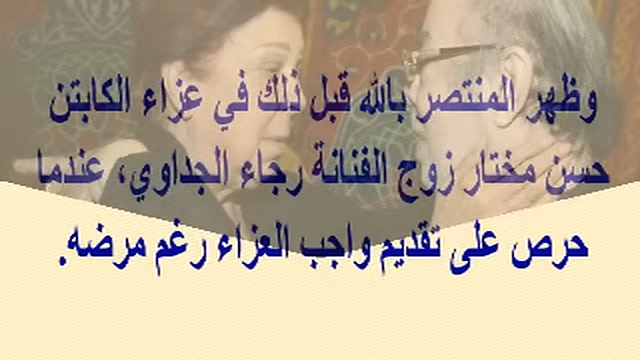 وظهر المنتصر بالله قبل ذلك في عزاء الكابتن
حسن مختار زوج الفنانة رجاء الجداوي، عندما
حرص على تقديم واجب العزاء رغم مرضه.